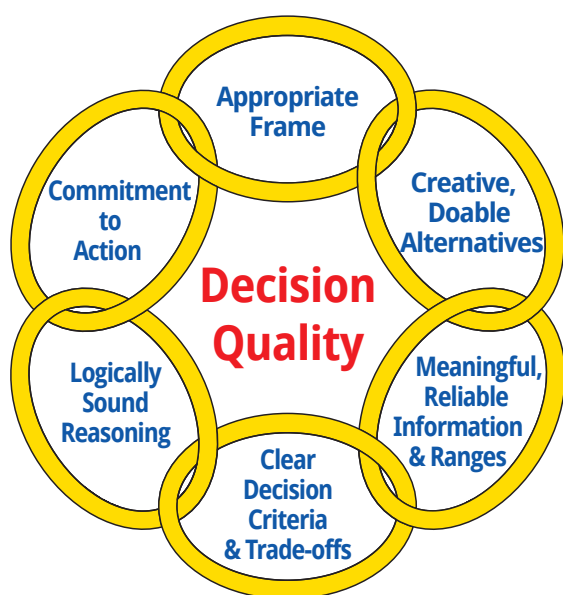 Appropriate
Frame
Creative,
Doable
Alternatives
Meaningful,
Reliable
Information
& Ranges
Clear
Decision
Criteria
& Trade-offs
Logically
Sound
Reasoning
Commitment
to
Action
Decision
Quality